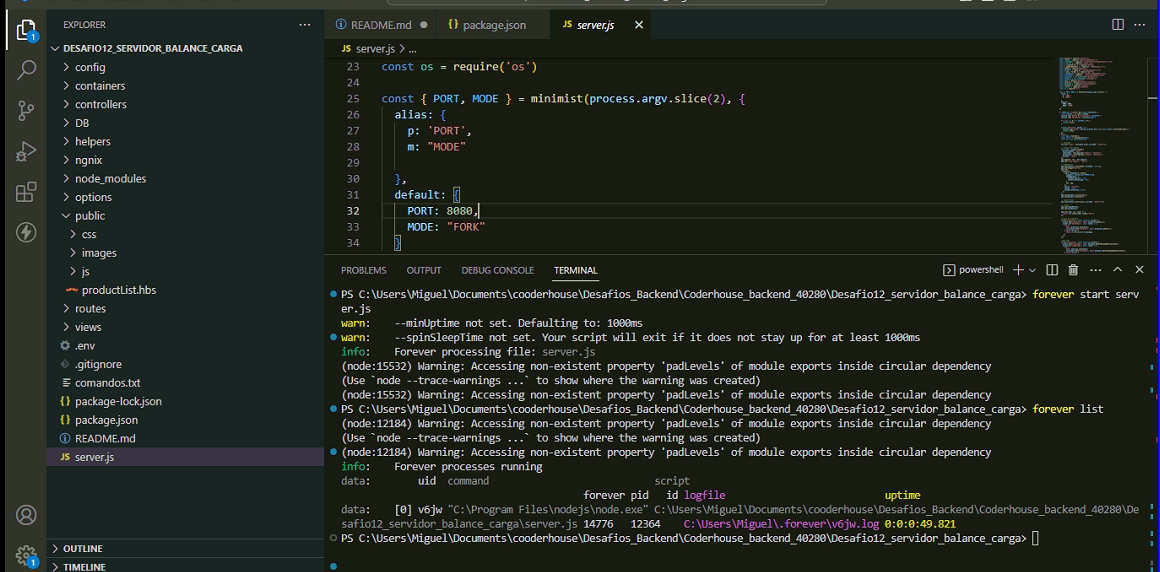 EXPLORER
DESAFIO12_SERVIDOR_BALANCE_CARGA
config
containers
controllers
DB
helpers
ngnix
node_modules
options
public
css
images
js
productList.hbs
routes
views
.env
.gitignore
comandos.txt
package-lock.json
package.json
README.md
JS server.js
OUTLINE
TIMELINE
1
1
README.md
{} package.json
JS server.js
JS server.js > ...
23 const os = require('os')
24
25 const { PORT, MODE } = minimist(process.argv.slice(2), {
26 alias: {
27 p: 'PORT',
28 m: "MODE"
29
30 },
31 default: {
32 PORT: 8080,
33 MODE: "FORK"
34 }
PROBLEMS OUTPUT DEBUG CONSOLE TERMINAL
powershell
PS C:\Users\Miguel\Documents\cooderhouse\Desafios_Backend\Coderhouse_backend_40280\Desafio12_servidor_balance_carga> forever start serv
er.js
warn: --minUptime not set. Defaulting to: 1000ms
warn: --spinSleepTime not set. Your script will exit if it does not stay up for at least 1000ms
info: Forever processing file: server.js
(node:15532) Warning: Accessing non-existent property 'padLevels' of module exports inside circular dependency
(Use `node --trace-warnings ...` to show where the warning was created)
(node:15532) Warning: Accessing non-existent property 'padLevels' of module exports inside circular dependency
PS C:\Users\Miguel\Documents\cooderhouse\Desafios_Backend\Coderhouse_backend_40280\Desafio12_servidor_balance_carga> forever list
(node:12184) Warning: Accessing non-existent property 'padLevels' of module exports inside circular dependency
(Use `node --trace-warnings ...` to show where the warning was created)
(node:12184) Warning: Accessing non-existent property 'padLevels' of module exports inside circular dependency
info: Forever processes running
data: uid command script
forever pid id logfile uptime
data: [0] v6jw "C:\Program Files\nodejs\node.exe" C:\Users\Miguel\Documents\cooderhouse\Desafios_Backend\Coderhouse_backend_40280\De
safio12_servidor_balance_carga\server.js 14776 12364 C:\Users\Miguel\.forever\v6jw.log 0:0:0:49.821
PS C:\Users\Miguel\Documents\cooderhouse\Desafios_Backend\Coderhouse_backend_40280\Desafio12_servidor_balance_carga>